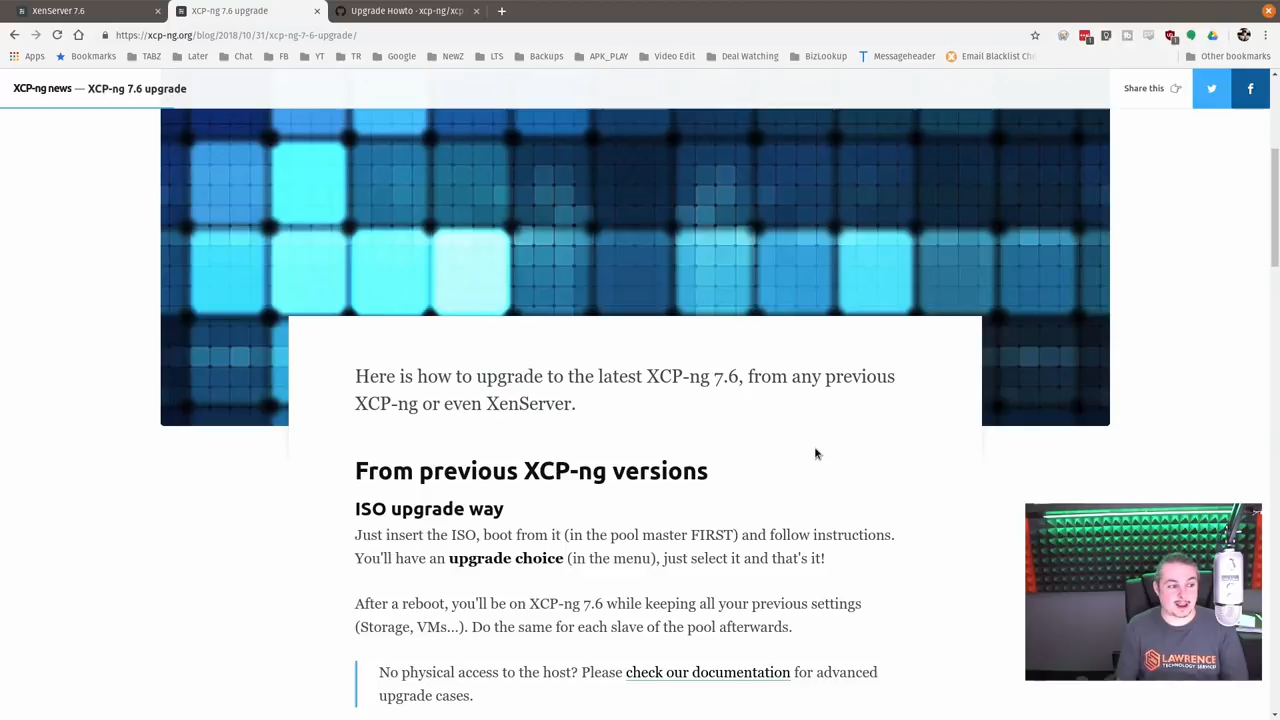 XenServer 7.6
XCP-ng 7.6 upgrade
Upgrade Howto · xcp-ng/xcp
https://xcp-ng.org/blog/2018/10/31/xcp-ng-7-6-upgrade/
Apps
Bookmarks
TABZ
Later
Chat
FB
YT
TR
Google
NewZ
LTS
Backups
APK_PLAY
Video Edit
Deal Watching
BizLookup
Messageheader
Email Blacklist Che
Other bookmarks
XCP-ng news — XCP-ng 7.6 upgrade
Share this
Here is how to upgrade to the latest XCP-ng 7.6, from any previous
XCP-ng or even XenServer.
From previous XCP-ng versions
ISO upgrade way
Just insert the ISO, boot from it (in the pool master FIRST) and follow instructions.
You'll have an upgrade choice (in the menu), just select it and that's it!
After a reboot, you'll be on XCP-ng 7.6 while keeping all your previous settings
(Storage, VMs...). Do the same for each slave of the pool afterwards.
No physical access to the host? Please check our documentation for advanced
upgrade cases.
LAWRENCE
TECHNOLOGY SERVICES